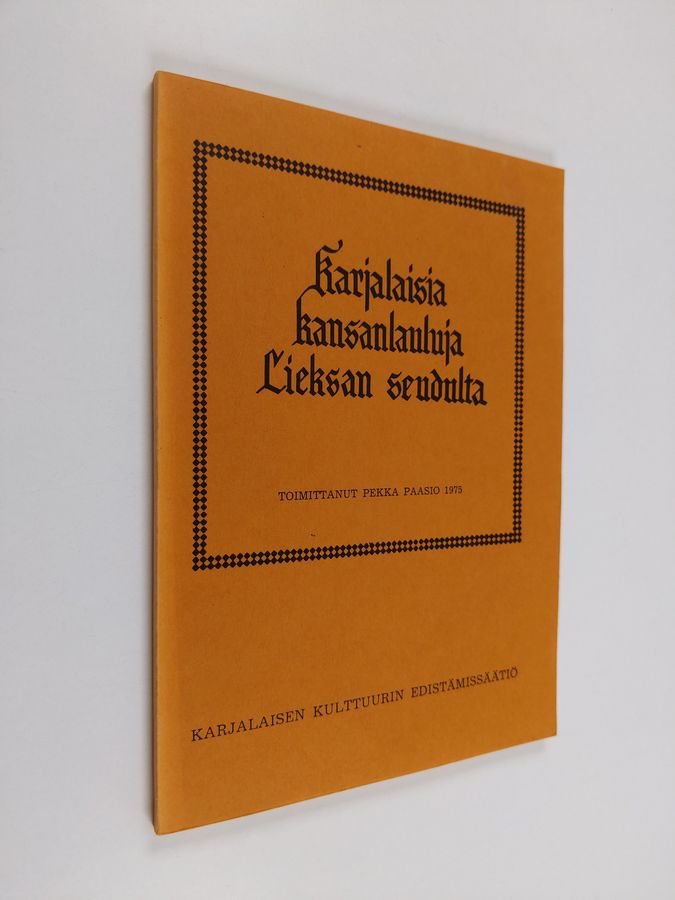 Karjalaisia
kansanlauluja
Lieksan seudulta
TOIMITTANUT PEKKA PAASIO 1975
KARJALAISEN KULTTUURIN EDISTÄMISSÄÄTIÖ